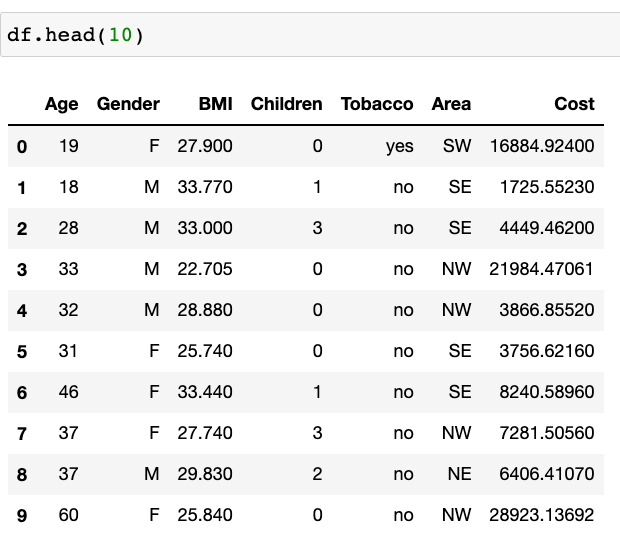 df.head(10)
Age Gender BMI Children Tobacco Area Cost
0 19 F 27.900 0 yes SW 16884.92400
1 18 M 33.770 1 no SE 1725.55230
2 28 M 33.000 3 no SE 4449.46200
3 33 M 22.705 0 no NW 21984.47061
4 32 M 28.880 0 no NW 3866.85520
5 31 F 25.740 0 no SE 3756.62160
6 46 F 33.440 1 no SE 8240.58960
7 37 F 27.740 3 no NW 7281.50560
8 37 M 29.830 2 no NE 6406.41070
9 60 F 25.840 0 no NW 28923.13692